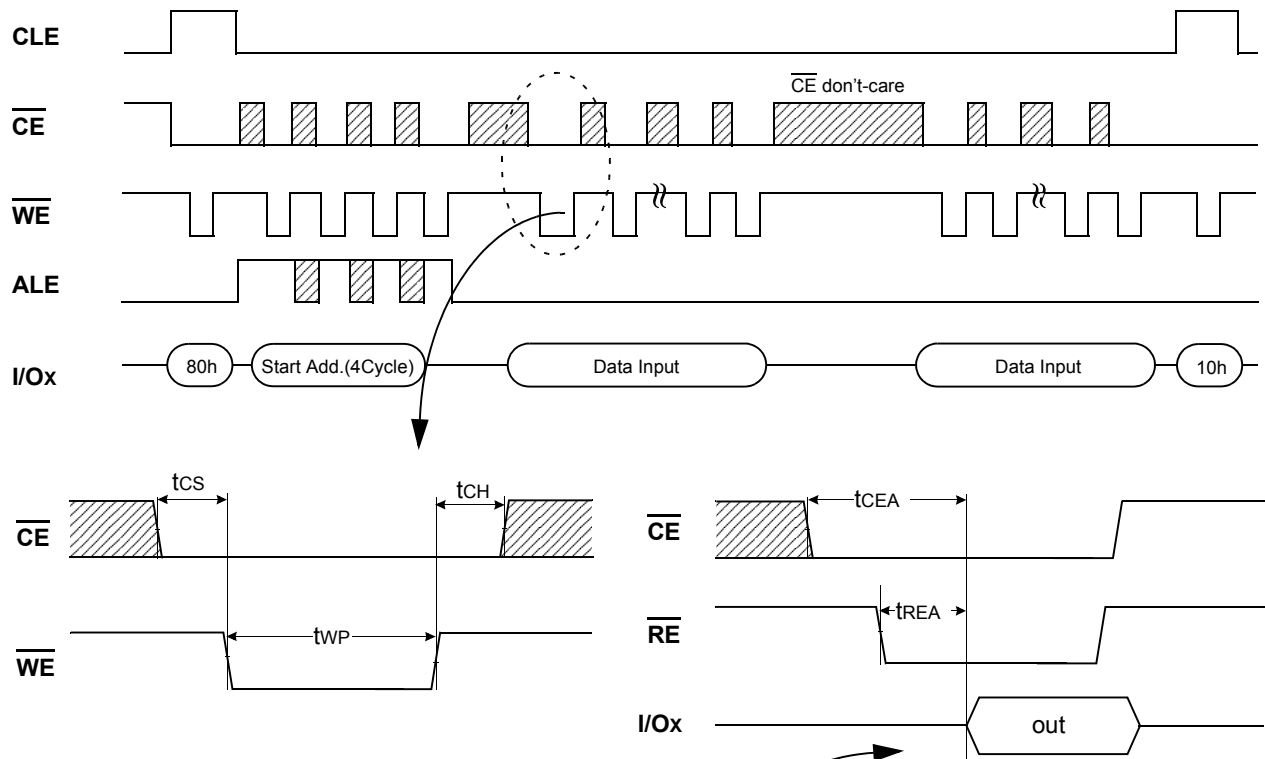 CLE
CE don't-care
CE
WE
ALE
I/Ox
80h
Start Add.(4Cycle)
Data Input
Data Input
10h
tCS
tCH
CE
tWP
WE
tCEA
CE
tREA
RE
I/Ox
out